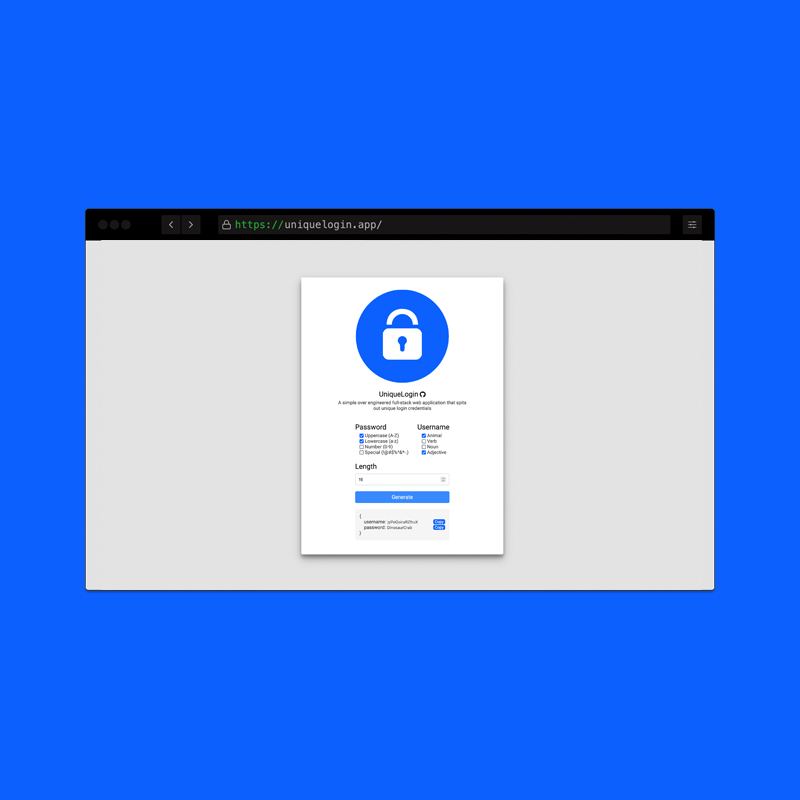 https://uniquelogin.app/
UniqueLogin
A simple over engineered full-stack web application that spits
out unique login credentials
Password Username
Uppercase (A-Z) Animal
Lowercase (a-z) Verb
Number (0-9) Noun
Adjective
Length
16
Generate
{
username: Copy
password: DinosaurCrab Copy
}